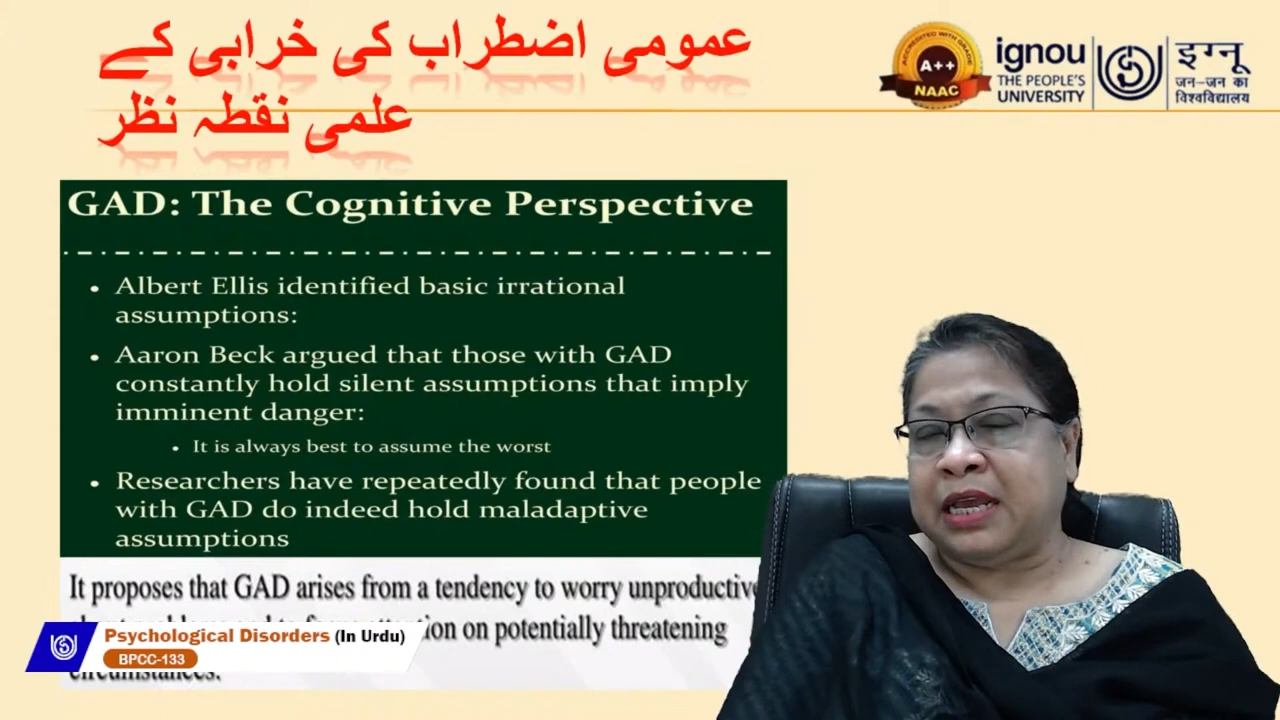 عمومی اضطراب کی خرابی کے
علمی نقطہ نظر
ACCREDITED WITH GRADE
A++
NAAC
ignou
THE PEOPLE'S
UNIVERSITY
इग्नू
जन-जन का
विश्वविद्यालय
GAD: The Cognitive Perspective
• Albert Ellis identified basic irrational
assumptions:
• Aaron Beck argued that those with GAD
constantly hold silent assumptions that imply
imminent danger:
• It is always best to assume the worst
• Researchers have repeatedly found that people
with GAD do indeed hold maladaptive
assumptions
It proposes that GAD arises from a tendency to worry unproductive
on potentially threatening
circumstances.
Psychological Disorders (In Urdu)
BPCC-133